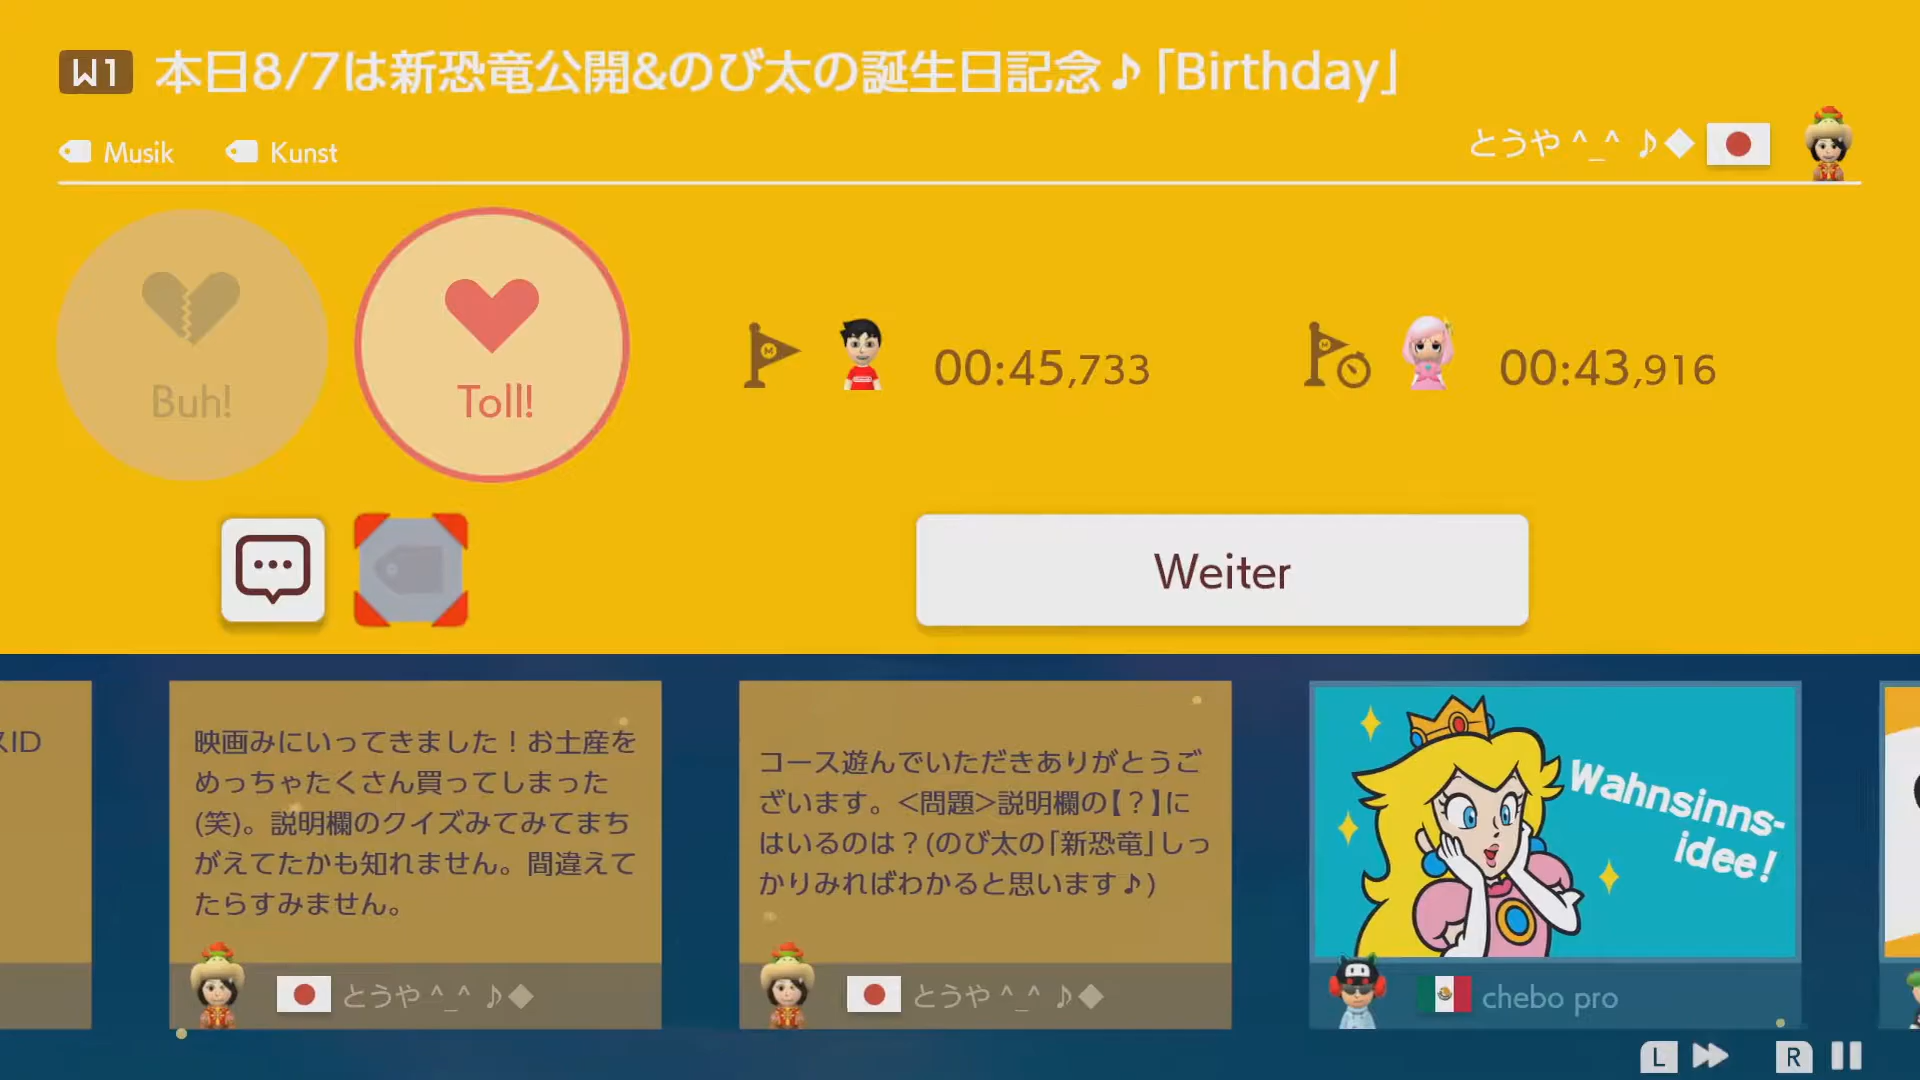 W1 本日8/7は新恐竜公開&のび太の誕生日記念♪「Birthday」
Musik Kunst
とうや ^_^ ♪◆
Buh!
Toll!
00:45,733
00:43,916
Weiter
スID
映画みにいってきました！お土産を
めっちゃたくさん買ってしまった
(笑)。説明欄のクイズみてみてまち
がえてたかも知れません。間違えて
たらすみません。
とうや ^_^ ♪◆
コース遊んでいただきありがとうご
ざいます。<問題>説明欄の【？】に
はいるのは？(のび太の「新恐竜」しっ
かりみればわかると思います♪)
とうや ^_^ ♪◆
Wahnsinns-
idee!
chebo pro
L R